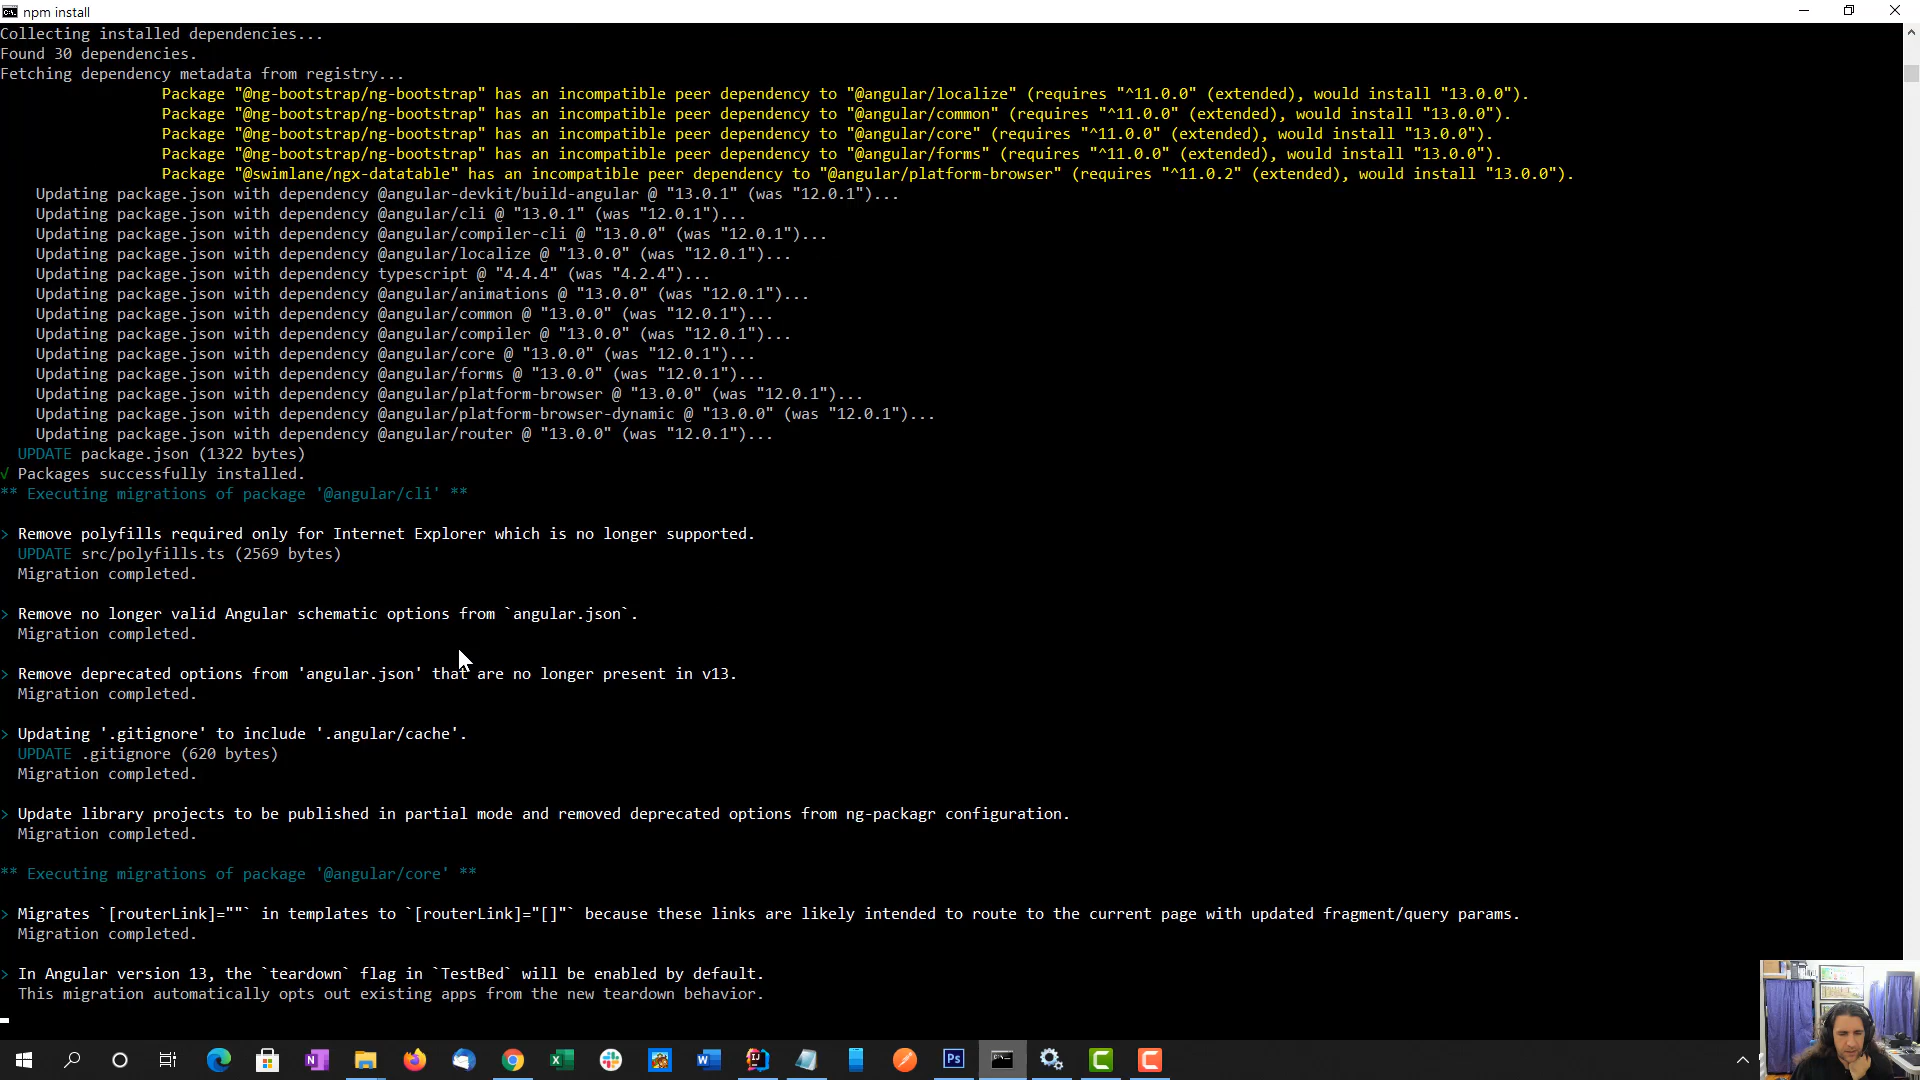 npm install
Collecting installed dependencies...
Found 30 dependencies.
Fetching dependency metadata from registry...
Package "@ng-bootstrap/ng-bootstrap" has an incompatible peer dependency to "@angular/localize" (requires "^11.0.0" (extended), would install "13.0.0").
Package "@ng-bootstrap/ng-bootstrap" has an incompatible peer dependency to "@angular/common" (requires "^11.0.0" (extended), would install "13.0.0").
Package "@ng-bootstrap/ng-bootstrap" has an incompatible peer dependency to "@angular/core" (requires "^11.0.0" (extended), would install "13.0.0").
Package "@ng-bootstrap/ng-bootstrap" has an incompatible peer dependency to "@angular/forms" (requires "^11.0.0" (extended), would install "13.0.0").
Package "@swimlane/ngx-datatable" has an incompatible peer dependency to "@angular/platform-browser" (requires "^11.0.2" (extended), would install "13.0.0").
Updating package.json with dependency @angular-devkit/build-angular @ "13.0.1" (was "12.0.1")...
Updating package.json with dependency @angular/cli @ "13.0.1" (was "12.0.1")...
Updating package.json with dependency @angular/compiler-cli @ "13.0.0" (was "12.0.1")...
Updating package.json with dependency @angular/localize @ "13.0.0" (was "12.0.1")...
Updating package.json with dependency typescript @ "4.4.4" (was "4.2.4")...
Updating package.json with dependency @angular/animations @ "13.0.0" (was "12.0.1")...
Updating package.json with dependency @angular/common @ "13.0.0" (was "12.0.1")...
Updating package.json with dependency @angular/compiler @ "13.0.0" (was "12.0.1")...
Updating package.json with dependency @angular/core @ "13.0.0" (was "12.0.1")...
Updating package.json with dependency @angular/forms @ "13.0.0" (was "12.0.1")...
Updating package.json with dependency @angular/platform-browser @ "13.0.0" (was "12.0.1")...
Updating package.json with dependency @angular/platform-browser-dynamic @ "13.0.0" (was "12.0.1")...
Updating package.json with dependency @angular/router @ "13.0.0" (was "12.0.1")...
UPDATE package.json (1322 bytes)
√ Packages successfully installed.
** Executing migrations of package '@angular/cli' **
> Remove polyfills required only for Internet Explorer which is no longer supported.
UPDATE src/polyfills.ts (2569 bytes)
Migration completed.
> Remove no longer valid Angular schematic options from `angular.json`.
Migration completed.
> Remove deprecated options from 'angular.json' that are no longer present in v13.
Migration completed.
> Updating '.gitignore' to include '.angular/cache'.
UPDATE .gitignore (620 bytes)
Migration completed.
> Update library projects to be published in partial mode and removed deprecated options from ng-packagr configuration.
Migration completed.
** Executing migrations of package '@angular/core' **
> Migrates `[routerLink]=""` in templates to `[routerLink]="[]"` because these links are likely intended to route to the current page with updated fragment/query params.
Migration completed.
> In Angular version 13, the `teardown` flag in `TestBed` will be enabled by default.
This migration automatically opts out existing apps from the new teardown behavior.